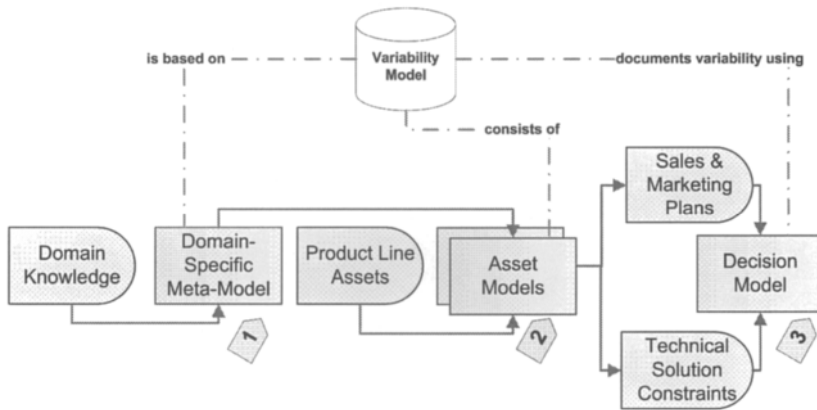 is based on
Variability
Model
documents variability using
consists of
Sales &
Marketing
Plans
Domain
Knowledge
Domain-
Specific
Meta-Model
Product Line
Assets
Asset
Models
Decision
Model
1
2
3
Technical
Solution
Constraints